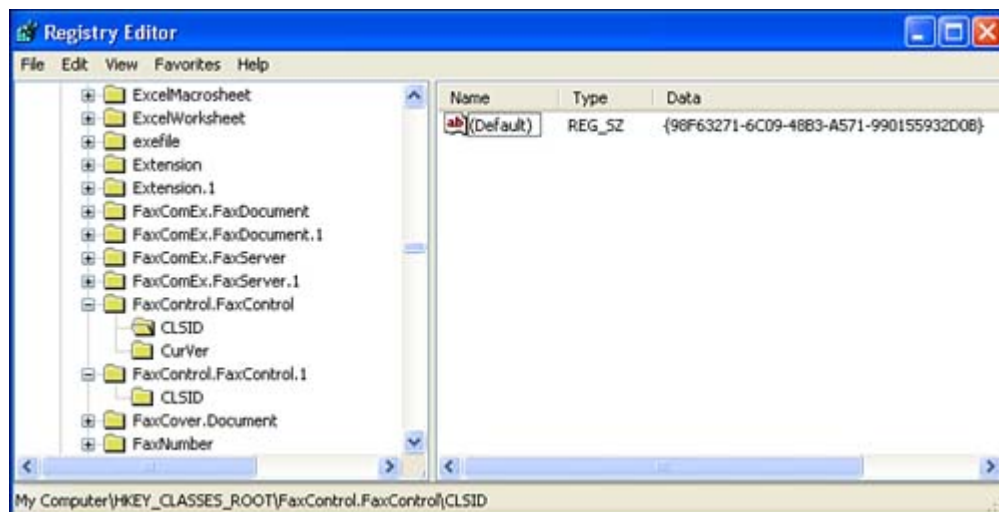 Registry Editor
File Edit View Favorites Help
ExcelMacrosheet
ExcelWorksheet
exefile
Extension
Extension.1
FaxComEx.FaxDocument
FaxComEx.FaxDocument.1
FaxComEx.FaxServer
FaxComEx.FaxServer.1
FaxControl.FaxControl
CLSID
CurVer
FaxControl.FaxControl.1
CLSID
FaxCover.Document
FaxNumber
Name Type Data
ab (Default) REG_SZ {98F63271-6C09-48B3-A571-990155932D0B}
My Computer\HKEY_CLASSES_ROOT\FaxControl.FaxControl\CLSID